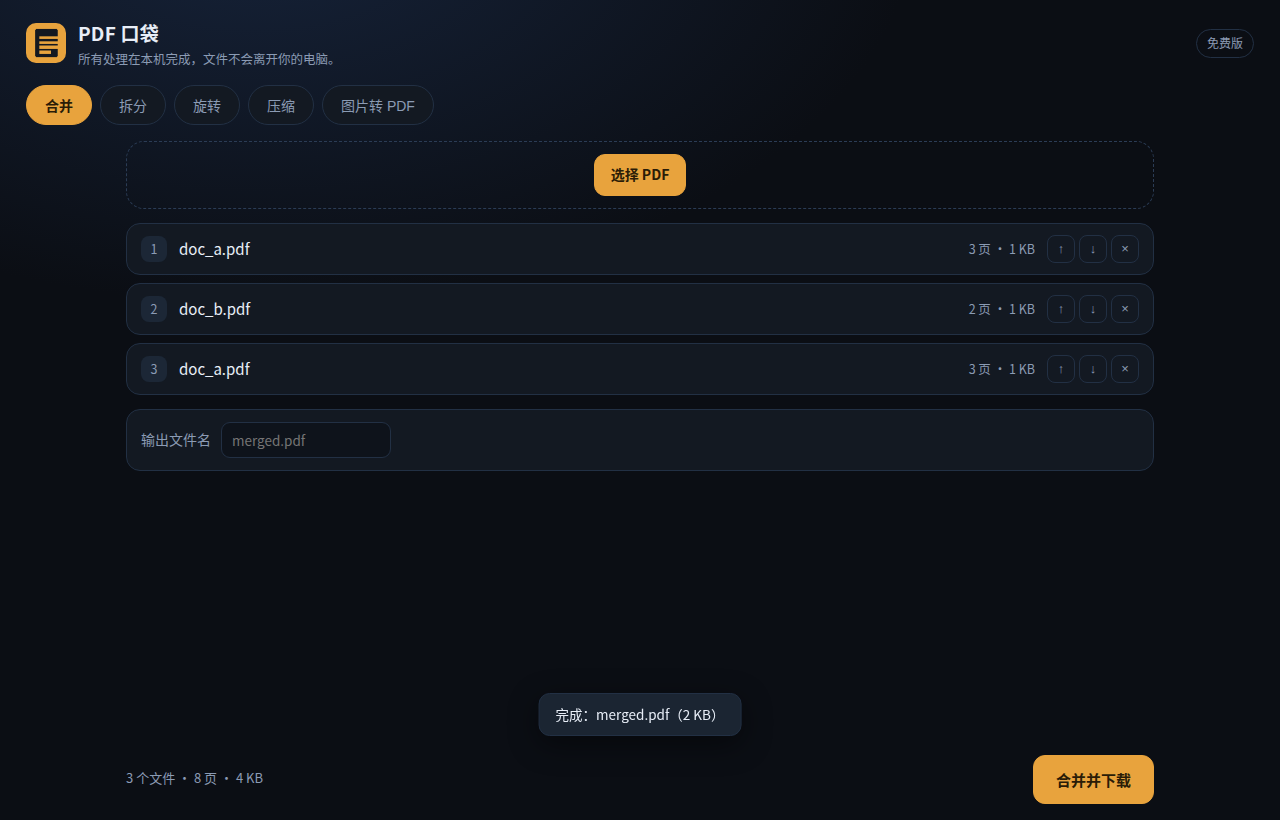 PDF 口袋
所有处理在本机完成，文件不会离开你的电脑。
免费版
合并 拆分 旋转 压缩 图片转 PDF
选择 PDF
1 doc_a.pdf 3 页 · 1 KB ↑ ↓ ×
2 doc_b.pdf 2 页 · 1 KB ↑ ↓ ×
3 doc_a.pdf 3 页 · 1 KB ↑ ↓ ×
输出文件名 merged.pdf
完成：merged.pdf（2 KB）
3 个文件 · 8 页 · 4 KB
合并并下载